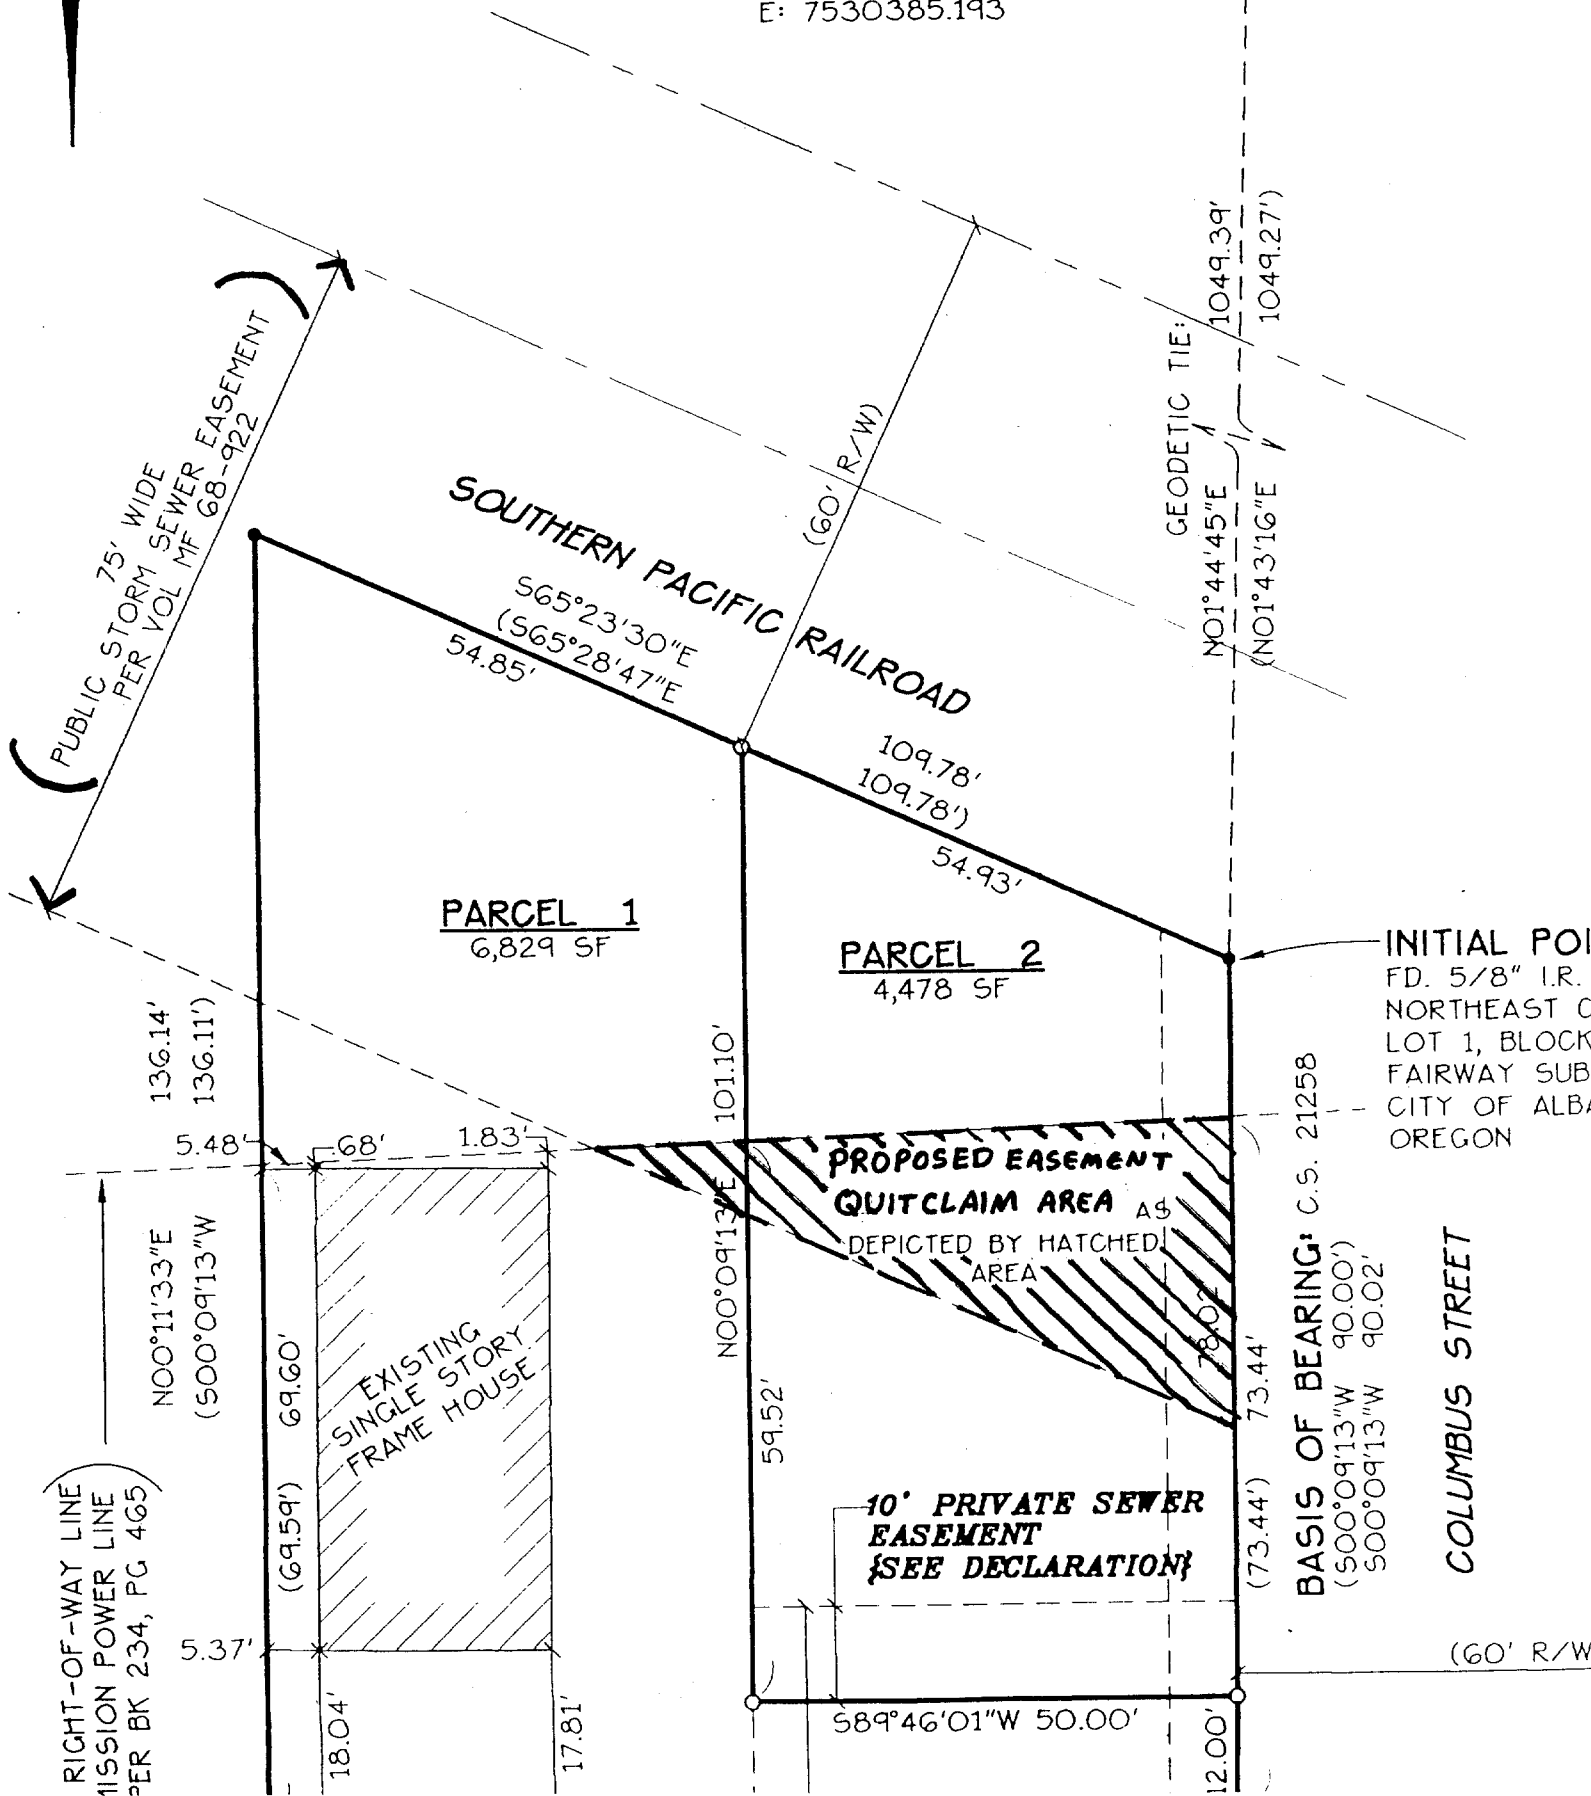 E: 7530385.193
GEODETIC TIE:
1049.39'
1049.27')
N01°44'45"E
(N01°43'16"E
75' WIDE
PUBLIC STORM SEWER EASEMENT
PER VOL MF 68-922
(60' R/W)
SOUTHERN PACIFIC RAILROAD
S65°23'30"E
(S65°28'47"E
54.85'
109.78'
109.78')
54.93'
PARCEL 1
6,829 SF
PARCEL 2
4,478 SF
INITIAL POI
FD. 5/8" I.R.
NORTHEAST C
LOT 1, BLOCK
FAIRWAY SUB
CITY OF ALBA
OREGON
136.14'
136.11')
N00°11'33"E
(S00°09'13"W
5.48'
.68'
1.83'
101.10'
N00°09'13"E
PROPOSED EASEMENT
QUITCLAIM AREA AS
DEPICTED BY HATCHED
AREA
EXISTING
SINGLE STORY
FRAME HOUSE
69.60'
(69.59')
59.52'
73.44'
(73.44')
BASIS OF BEARING: C.S. 21258
(S00°09'13"W 90.00')
S00°09'13"W 90.02'
COLUMBUS STREET
10' PRIVATE SEWER
EASEMENT
{SEE DECLARATION}
RIGHT-OF-WAY LINE
MISSION POWER LINE
PER BK 234, PG 465
5.37'
18.04'
17.81'
S89°46'01"W 50.00'
(60' R/W
12.00'